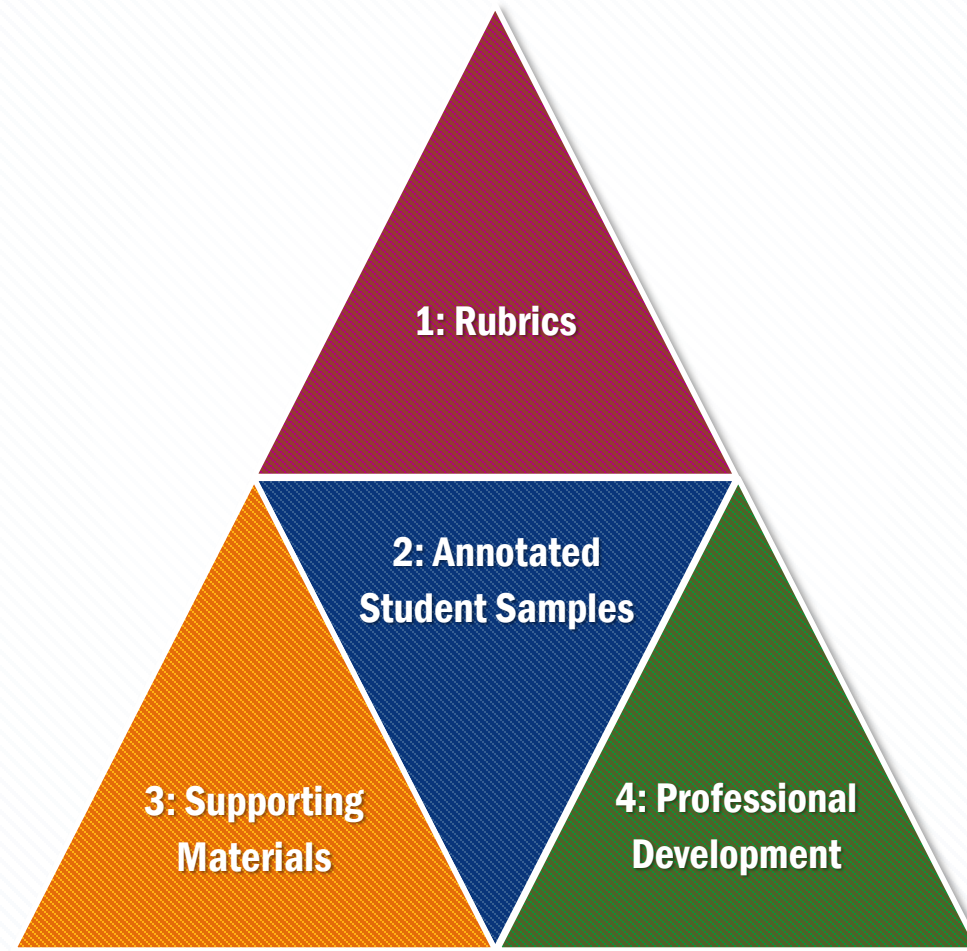 1: Rubrics
2: Annotated
Student Samples
3: Supporting
Materials
4: Professional
Development